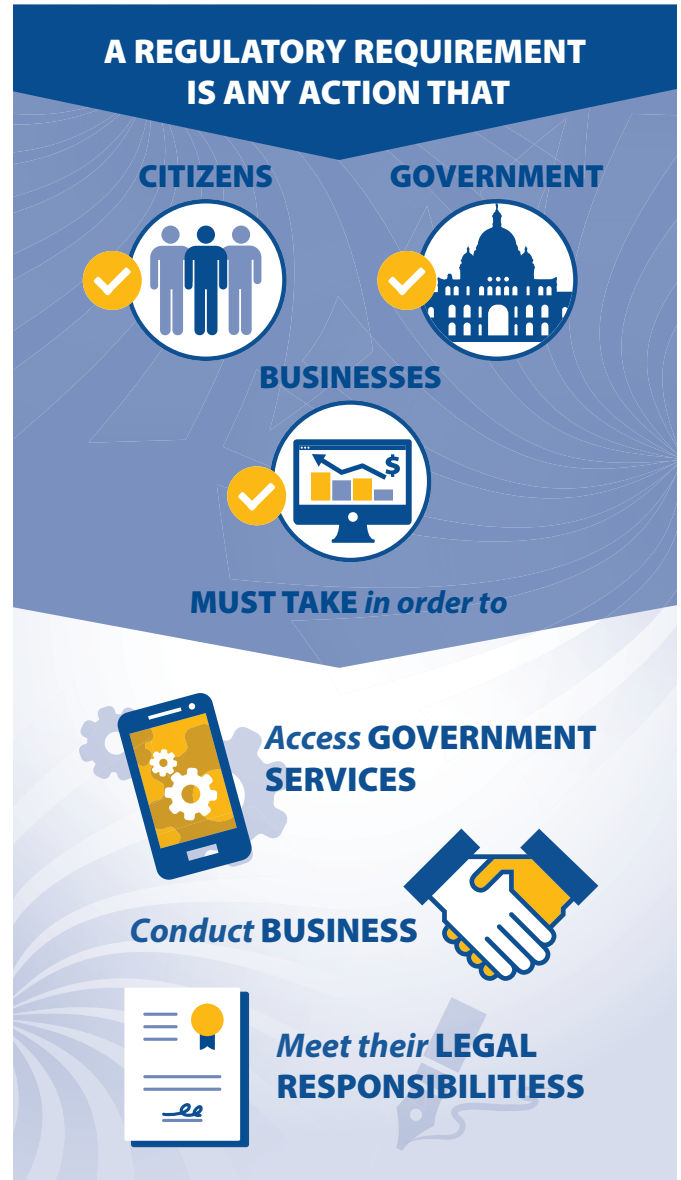 A REGULATORY REQUIREMENT
IS ANY ACTION THAT
CITIZENS
GOVERNMENT
BUSINESSES
$
MUST TAKE in order to
Access GOVERNMENT
SERVICES
Conduct BUSINESS
Meet their LEGAL
RESPONSIBILITIESS